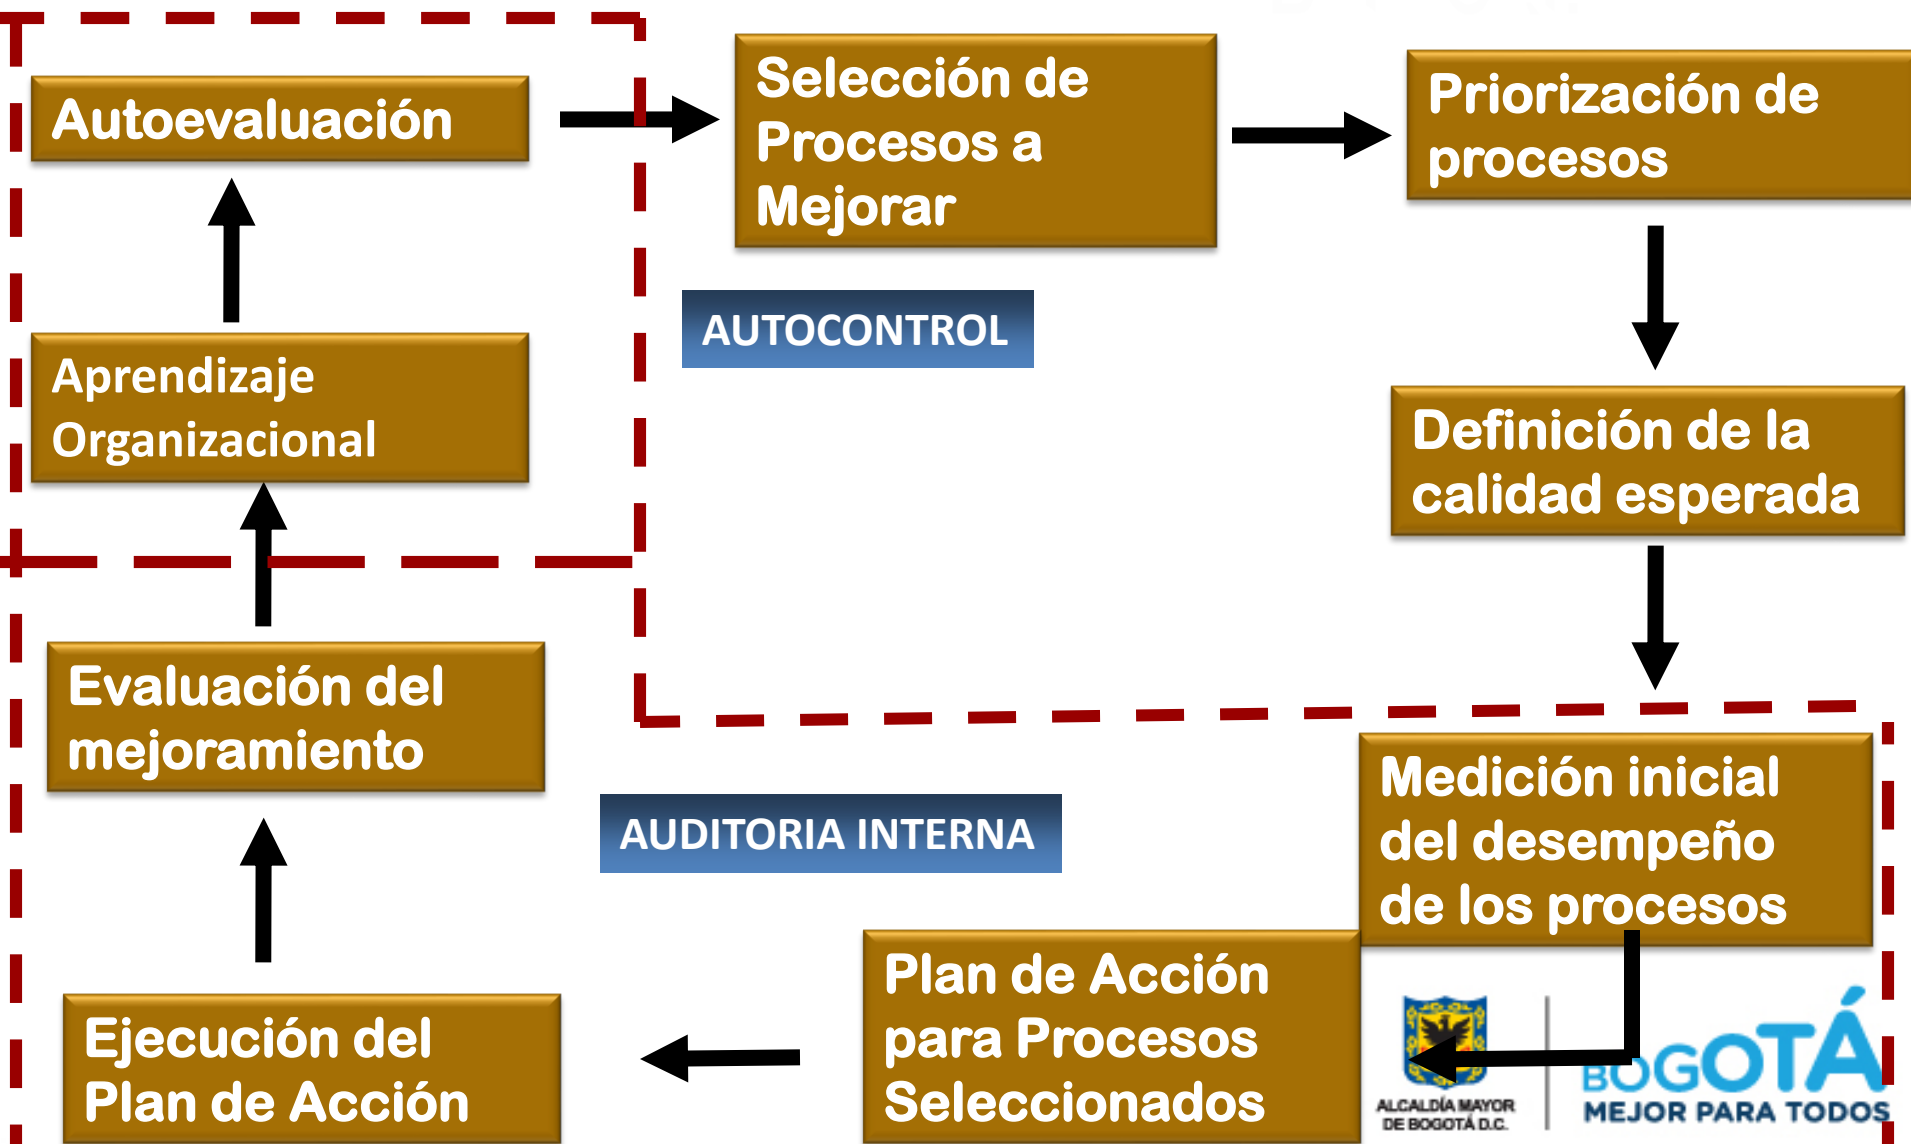 Autoevaluación
Selección de
Procesos a
Mejorar
Priorización de
procesos
AUTOCONTROL
Aprendizaje
Organizacional
Definición de la
calidad esperada
Evaluación del
mejoramiento
Medición inicial
del desempeño
de los procesos
AUDITORIA INTERNA
Plan de Acción
para Procesos
Seleccionados
Ejecución del
Plan de Acción
ALCALDÍA MAYOR
DE BOGOTÁ D.C.
BOGOTÁ
MEJOR PARA TODOS